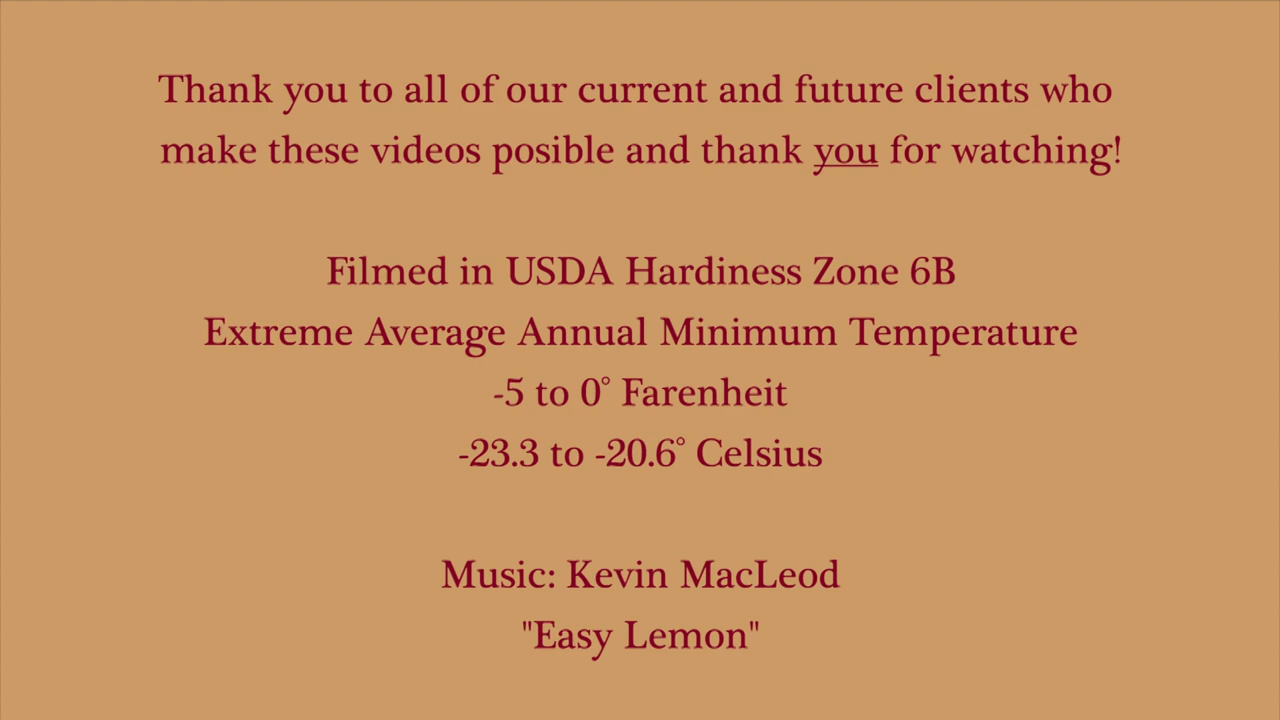 Thank you to all of our current and future clients who
make these videos posible and thank you for watching!
Filmed in USDA Hardiness Zone 6B
Extreme Average Annual Minimum Temperature
-5 to 0° Farenheit
-23.3 to -20.6° Celsius
Music: Kevin MacLeod
"Easy Lemon"